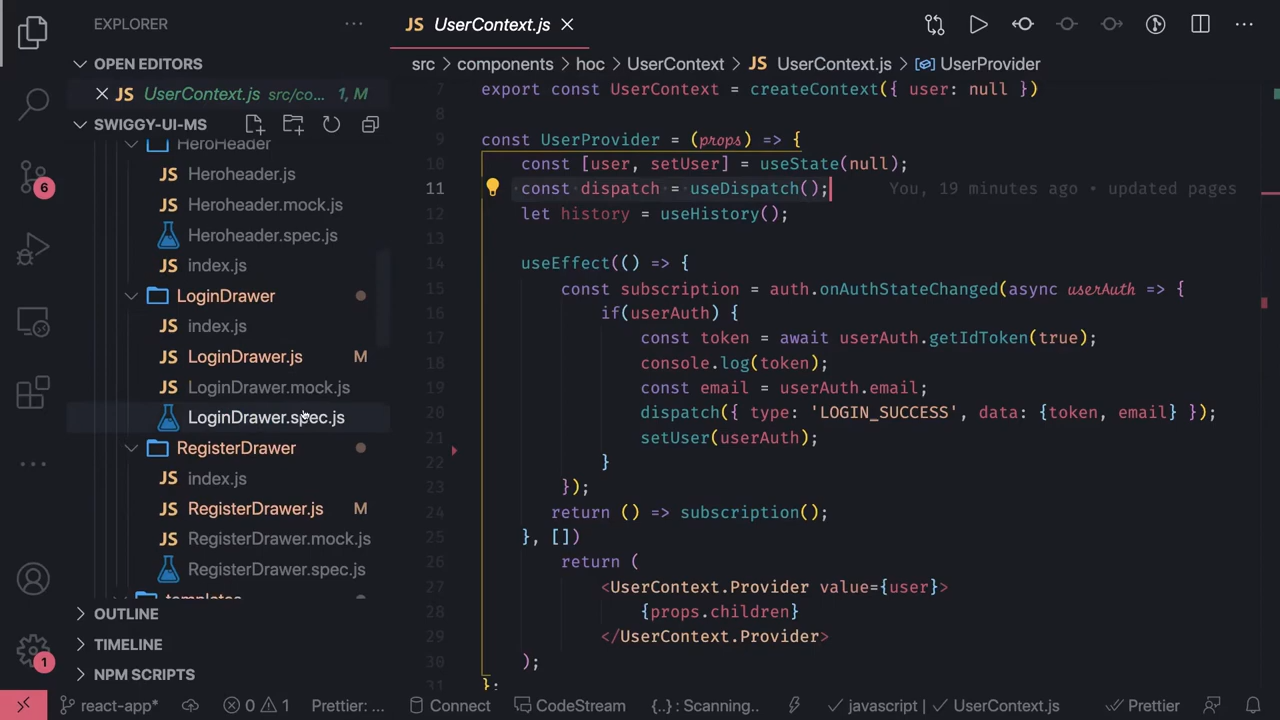 EXPLORER
OPEN EDITORS
JS UserContext.js src/co... 1, M
SWIGGY-UI-MS
HeroHeader
JS Heroheader.js
JS Heroheader.mock.js
Heroheader.spec.js
JS index.js
LoginDrawer
JS index.js
JS LoginDrawer.js M
JS LoginDrawer.mock.js
LoginDrawer.spec.js
RegisterDrawer
JS index.js
JS RegisterDrawer.js M
JS RegisterDrawer.mock.js
RegisterDrawer.spec.js
templates
OUTLINE
TIMELINE
NPM SCRIPTS
6
1
JS UserContext.js
src > components > hoc > UserContext > JS UserContext.js > UserProvider
7 export const UserContext = createContext({ user: null })
8
9 const UserProvider = (props) => {
10 const [user, setUser] = useState(null);
11 const dispatch = useDispatch(); You, 19 minutes ago • updated pages
12 let history = useHistory();
13
14 useEffect(() => {
15 const subscription = auth.onAuthStateChanged(async userAuth => {
16 if(userAuth) {
17 const token = await userAuth.getIdToken(true);
18 console.log(token);
19 const email = userAuth.email;
20 dispatch({ type: 'LOGIN_SUCCESS', data: {token, email} });
21 setUser(userAuth);
22 }
23 });
24 return () => subscription();
25 }, [])
26 return (
27 <UserContext.Provider value={user}>
28 {props.children}
29 </UserContext.Provider>
30 );
31 };
react-app* 0 1 Prettier: ... Connect CodeStream {..} : Scanning... javascript | UserContext.js Prettier